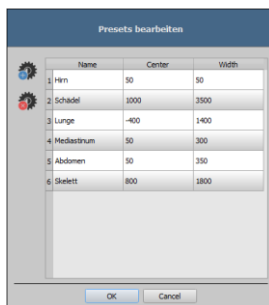 Presets bearbeiten
Name Center Width
1 Hirn 50 50
2 Schädel 1000 3500
3 Lunge -400 1400
4 Mediastinum 50 300
5 Abdomen 50 350
6 Skelett 800 1800
OK Cancel